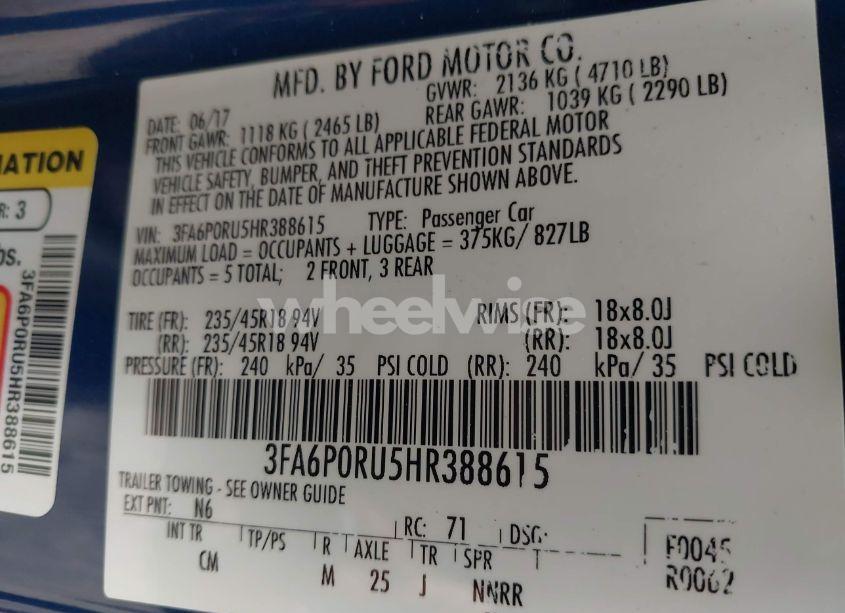 MFD. BY FORD MOTOR CO.
DATE: 06/17
GVWR: 2136 KG ( 4710 LB)
FRONT GAWR: 1118 KG ( 2465 LB)
REAR GAWR: 1039 KG ( 2290 LB)
THIS VEHICLE CONFORMS TO ALL APPLICABLE FEDERAL MOTOR
VEHICLE SAFETY, BUMPER, AND THEFT PREVENTION STANDARDS
IN EFFECT ON THE DATE OF MANUFACTURE SHOWN ABOVE.
VIN: 3FA6P0RU5HR388615 TYPE: Passenger Car
MAXIMUM LOAD = OCCUPANTS + LUGGAGE = 375KG/ 827LB
OCCUPANTS = 5 TOTAL; 2 FRONT, 3 REAR
TIRE (FR): 235/45R18 94V RIMS (FR): 18x8.0J
(RR): 235/45R18 94V (RR): 18x8.0J
PRESSURE (FR): 240 kPa/ 35 PSI COLD (RR): 240 kPa/ 35 PSI COLD
3FA6P0RU5HR388615
TRAILER TOWING - SEE OWNER GUIDE
EXT PNT: N6 RC: 71 DSO:
INT TR TP/PS R AXLE TR SPR
CM M 25 J NNRR
F0045
R0062
MATION
R: 3
bs.
3FA6P0RU5HR388615
wheelwise